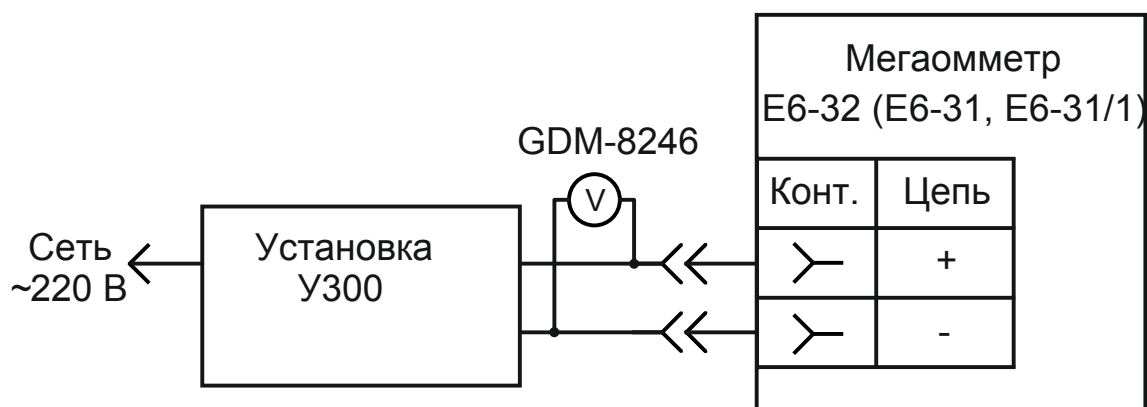 Мегаомметр
Е6-32 (Е6-31, Е6-31/1)
GDM-8246
V
Конт.
Цепь
Сеть
~220 В
Установка
У300
+
-